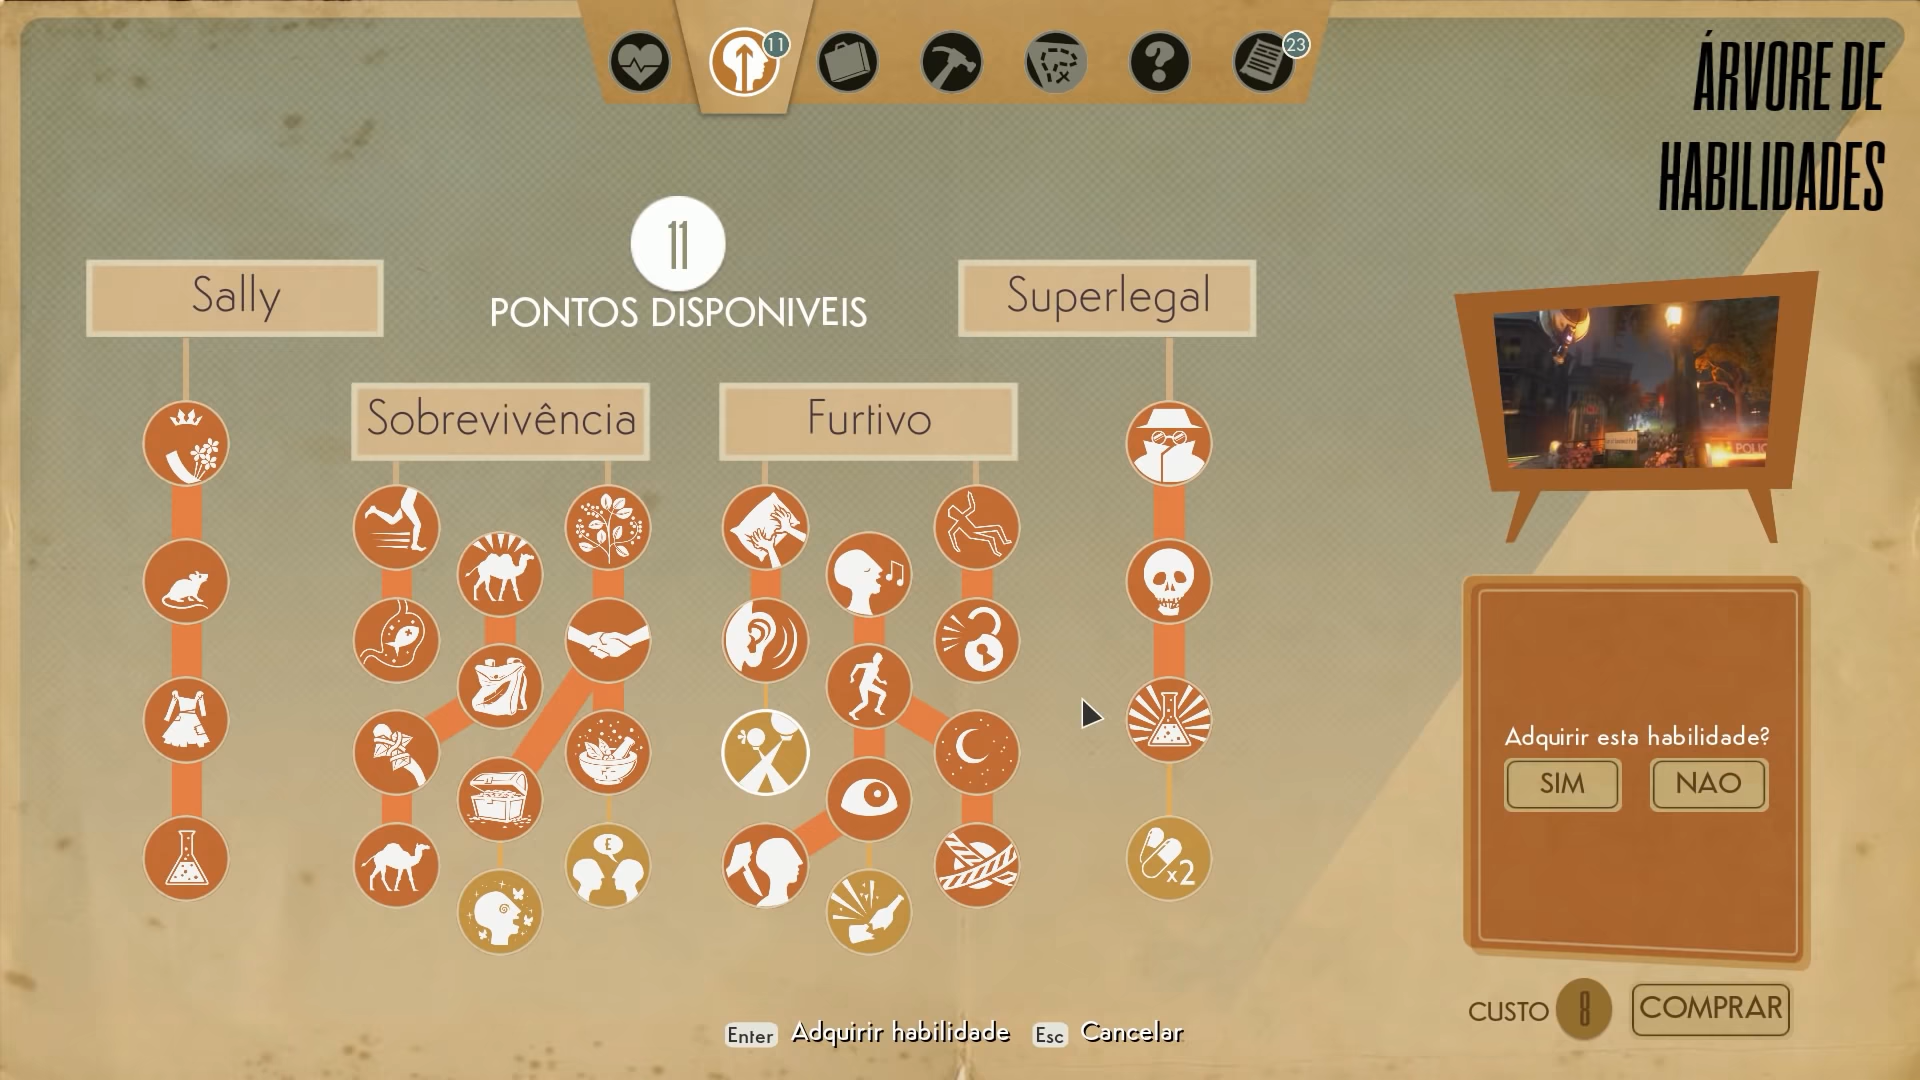 11
23
ÁRVORE DE
HABILIDADES
11
PONTOS DISPONIVEIS
Sally
Superlegal
Sobrevivência
Furtivo
£
x2
Adquirir esta habilidade?
SIM
NAO
CUSTO 8 COMPRAR
Enter Adquirir habilidade Esc Cancelar